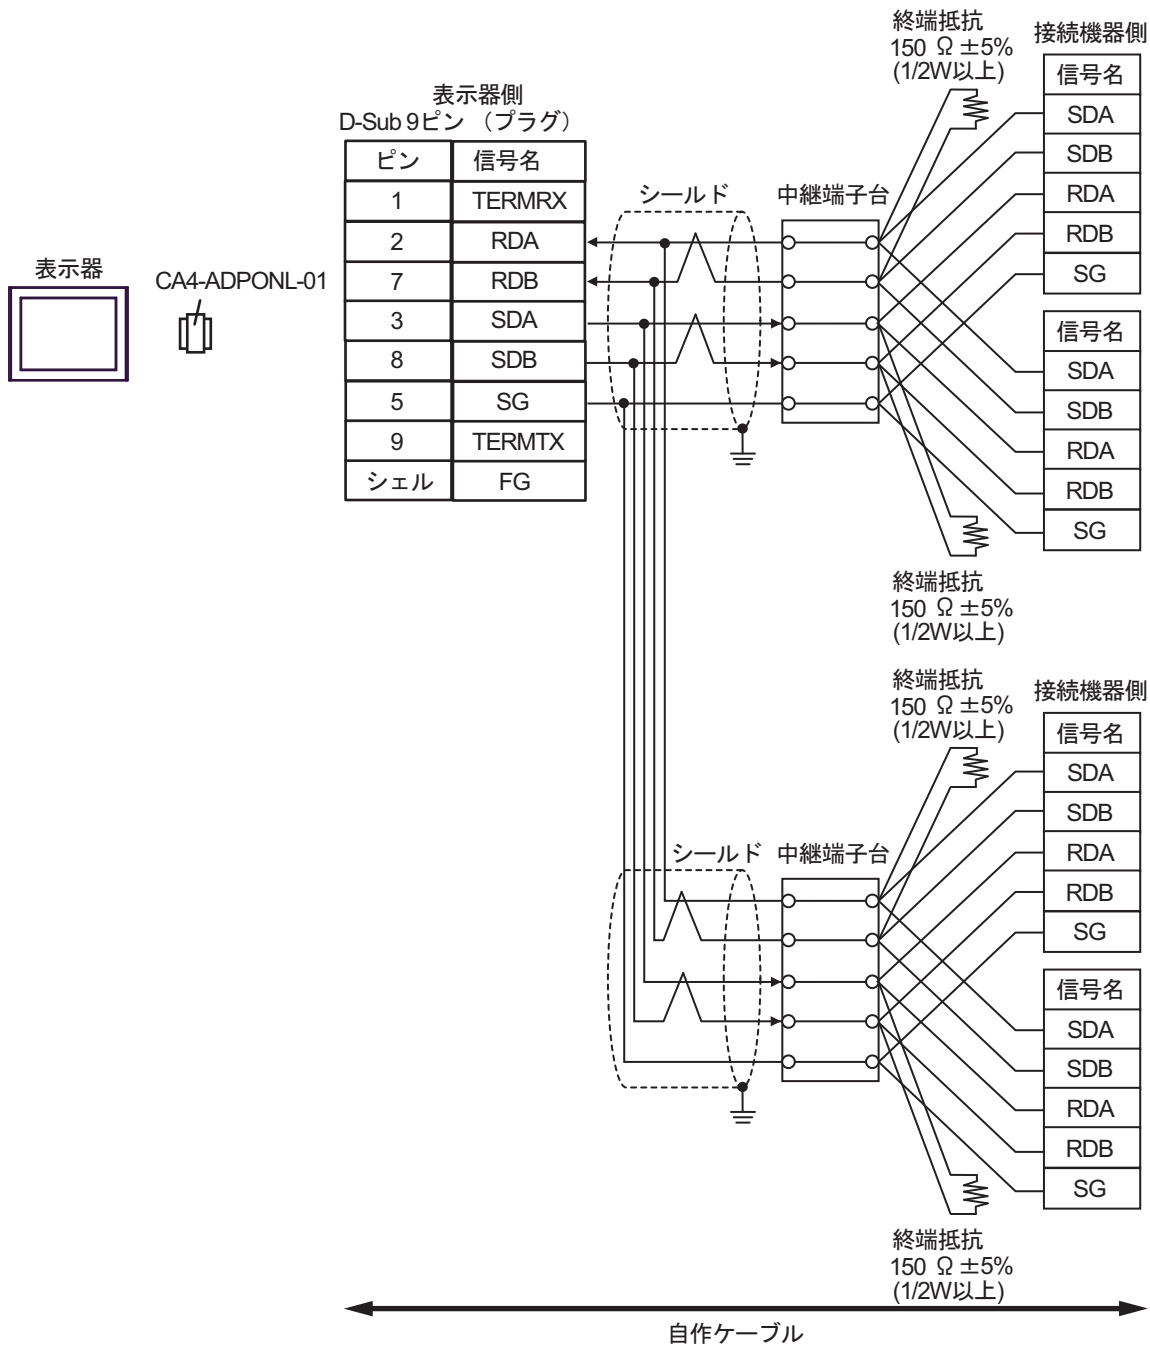 終端抵抗
150 Ω ±5%
(1/2W以上)
接続機器側
信号名
SDA
SDB
RDA
RDB
SG
表示器側
D-Sub 9ピン （プラグ）
ピン 信号名
1 TERMRX
2 RDA
7 RDB
3 SDA
8 SDB
5 SG
9 TERMTX
シェル FG
シールド
中継端子台
表示器
CA4-ADPONL-01
信号名
SDA
SDB
RDA
RDB
SG
終端抵抗
150 Ω ±5%
(1/2W以上)
終端抵抗
150 Ω ±5%
(1/2W以上)
接続機器側
信号名
SDA
SDB
RDA
RDB
SG
シールド
中継端子台
信号名
SDA
SDB
RDA
RDB
SG
終端抵抗
150 Ω ±5%
(1/2W以上)
自作ケーブル